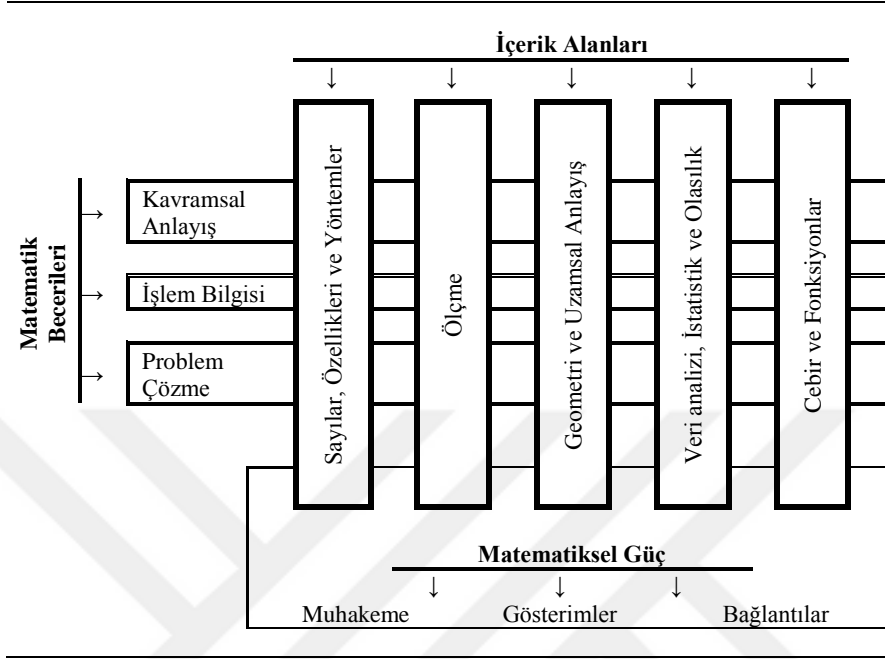 İçerik Alanları
↓ ↓ ↓ ↓ ↓
Matematik
Becerileri
→ Kavramsal
Anlayış
→ İşlem Bilgisi
→ Problem
Çözme
Sayılar, Özellikleri ve Yöntemler
Ölçme
Geometri ve Uzamsal Anlayış
Veri analizi, İstatistik ve Olasılık
Cebir ve Fonksiyonlar
Matematiksel Güç
↓ ↓ ↓
Muhakeme Gösterimler Bağlantılar